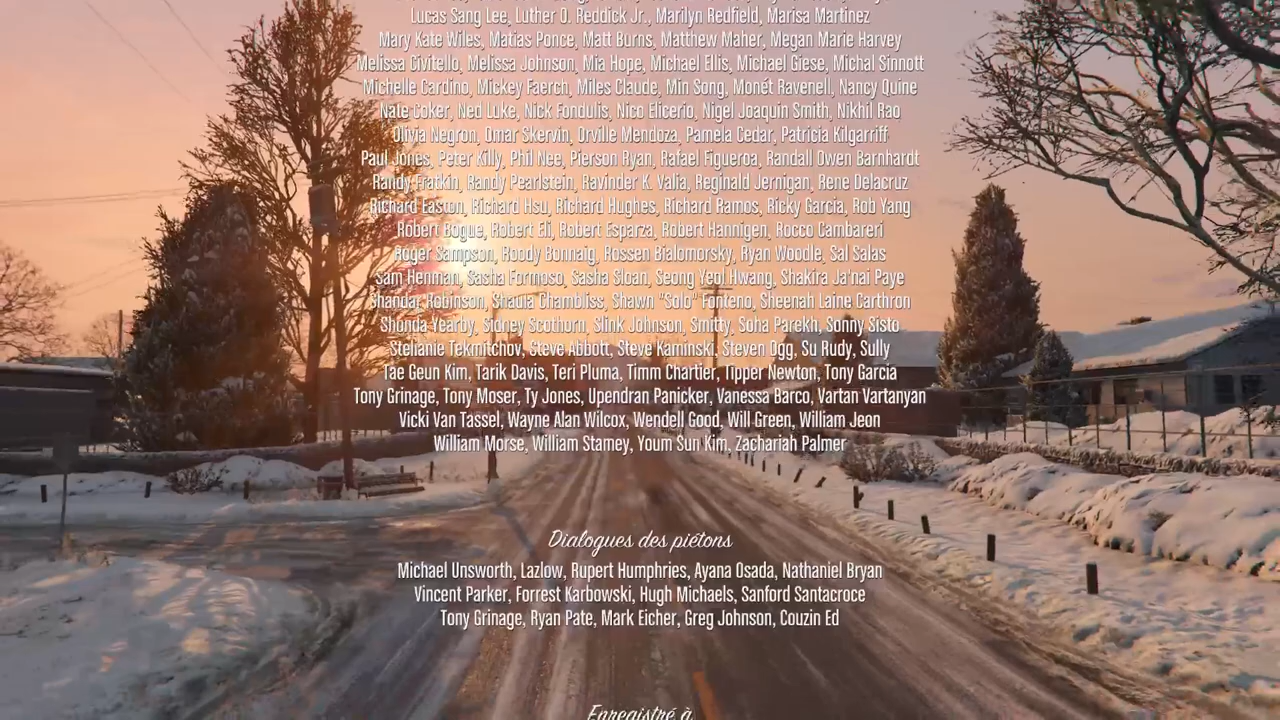 Lucas Sang Lee, Luther O. Reddick Jr., Marilyn Redfield, Marisa Martinez
Mary Kate Wiles, Matias Ponce, Matt Burns, Matthew Maher, Megan Marie Harvey
Melissa Civitello, Melissa Johnson, Mia Hope, Michael Ellis, Michael Giese, Michal Sinnott
Michelle Cardino, Mickey Faerch, Miles Claude, Min Song, Monét Ravenell, Nancy Quine
Nate Coker, Ned Luke, Nick Fondulis, Nico Elicerio, Nigel Joaquin Smith, Nikhil Rao
Olivia Negron, Omar Skervin, Orville Mendoza, Pamela Cedar, Patricia Kilgarriff
Paul Jones, Peter Killy, Phil Nee, Pierson Ryan, Rafael Figueroa, Randall Owen Barnhardt
Randy Fratkin, Randy Pearlstein, Ravinder K. Valia, Reginald Jernigan, Rene Delacruz
Richard Easton, Richard Hsu, Richard Hughes, Richard Ramos, Ricky Garcia, Rob Yang
Robert Bogue, Robert Eli, Robert Esparza, Robert Hannigen, Rocco Cambareri
Roger Sampson, Roody Bonnaig, Rossen Bialomorsky, Ryan Woodle, Sal Salas
Sam Henman, Sasha Formoso, Sasha Sloan, Seong Yeol Hwang, Shakira Ja'nai Paye
Shandaz Robinson, Shaula Chambliss, Shawn "Solo" Fonteno, Sheenah Laine Carthron
Shonda Yearby, Sidney Scothorn, Slink Johnson, Smitty, Soha Parekh, Sonny Sisto
Stefanie Tekmitchov, Steve Abbott, Steve Kaminski, Steven Ogg, Su Rudy, Sully
Tae Geun Kim, Tarik Davis, Teri Pluma, Timm Chartier, Tipper Newton, Tony Garcia
Tony Grinage, Tony Moser, Ty Jones, Upendran Panicker, Vanessa Barco, Vartan Vartanyan
Vicki Van Tassel, Wayne Alan Wilcox, Wendell Good, Will Green, William Jeon
William Morse, William Stamey, Youm Sun Kim, Zachariah Palmer
Dialogues des piétons
Michael Unsworth, Lazlow, Rupert Humphries, Ayana Osada, Nathaniel Bryan
Vincent Parker, Forrest Karbowski, Hugh Michaels, Sanford Santacroce
Tony Grinage, Ryan Pate, Mark Eicher, Greg Johnson, Couzin Ed
Enregistré à